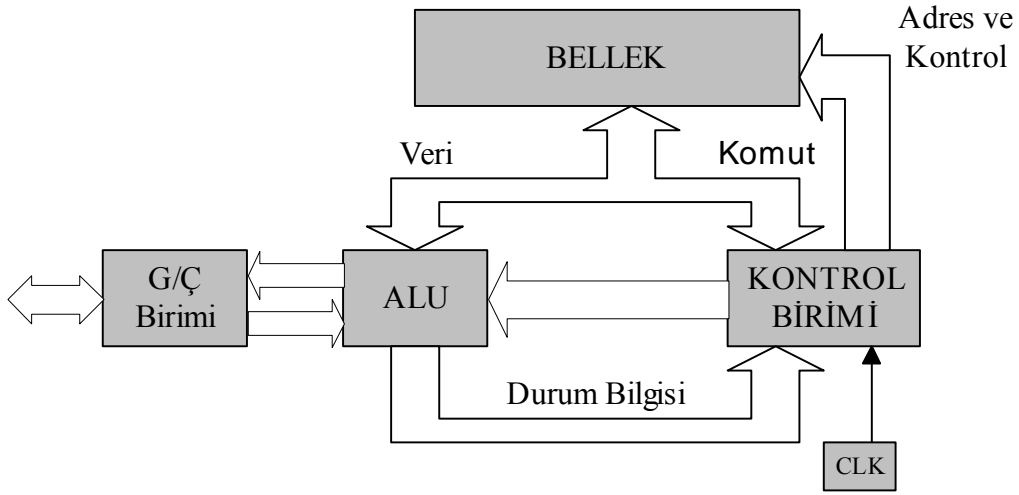 Adres ve
Kontrol
BELLEK
Veri
Komut
G/Ç
Birimi
ALU
KONTROL
BİRİMİ
Durum Bilgisi
CLK